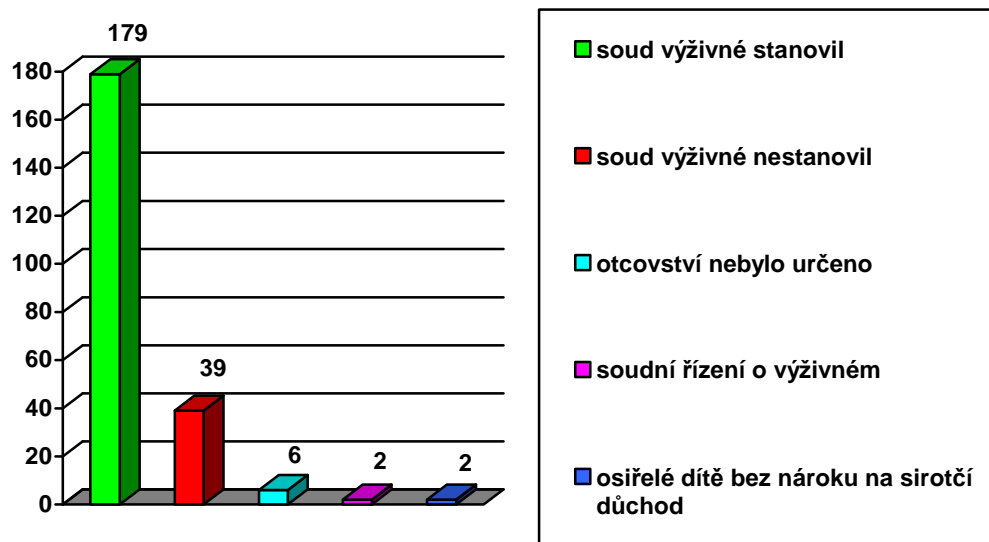 179
180
160
140
120
100
80
60
40
20
0
39
6
2
2
soud výživné stanovil
soud výživné nestanovil
otcovství nebylo určeno
soudní řízení o výživném
osiřelé dítě bez nároku na sirotčí
důchod